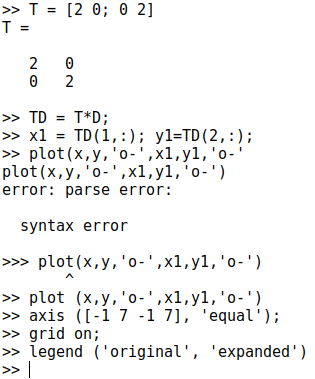 >> T = [2 0; 0 2]
T =
2 0
0 2
>> TD = T*D;
>> x1 = TD(1,:); y1=TD(2,:);
>> plot(x,y,'o-',x1,y1,'o-'
plot(x,y,'o-',x1,y1,'o-')
error: parse error:
syntax error
>>> plot(x,y,'o-',x1,y1,'o-')
^
>> plot (x,y,'o-',x1,y1,'o-')
>> axis ([-1 7 -1 7], 'equal');
>> grid on;
>> legend ('original', 'expanded')
>>